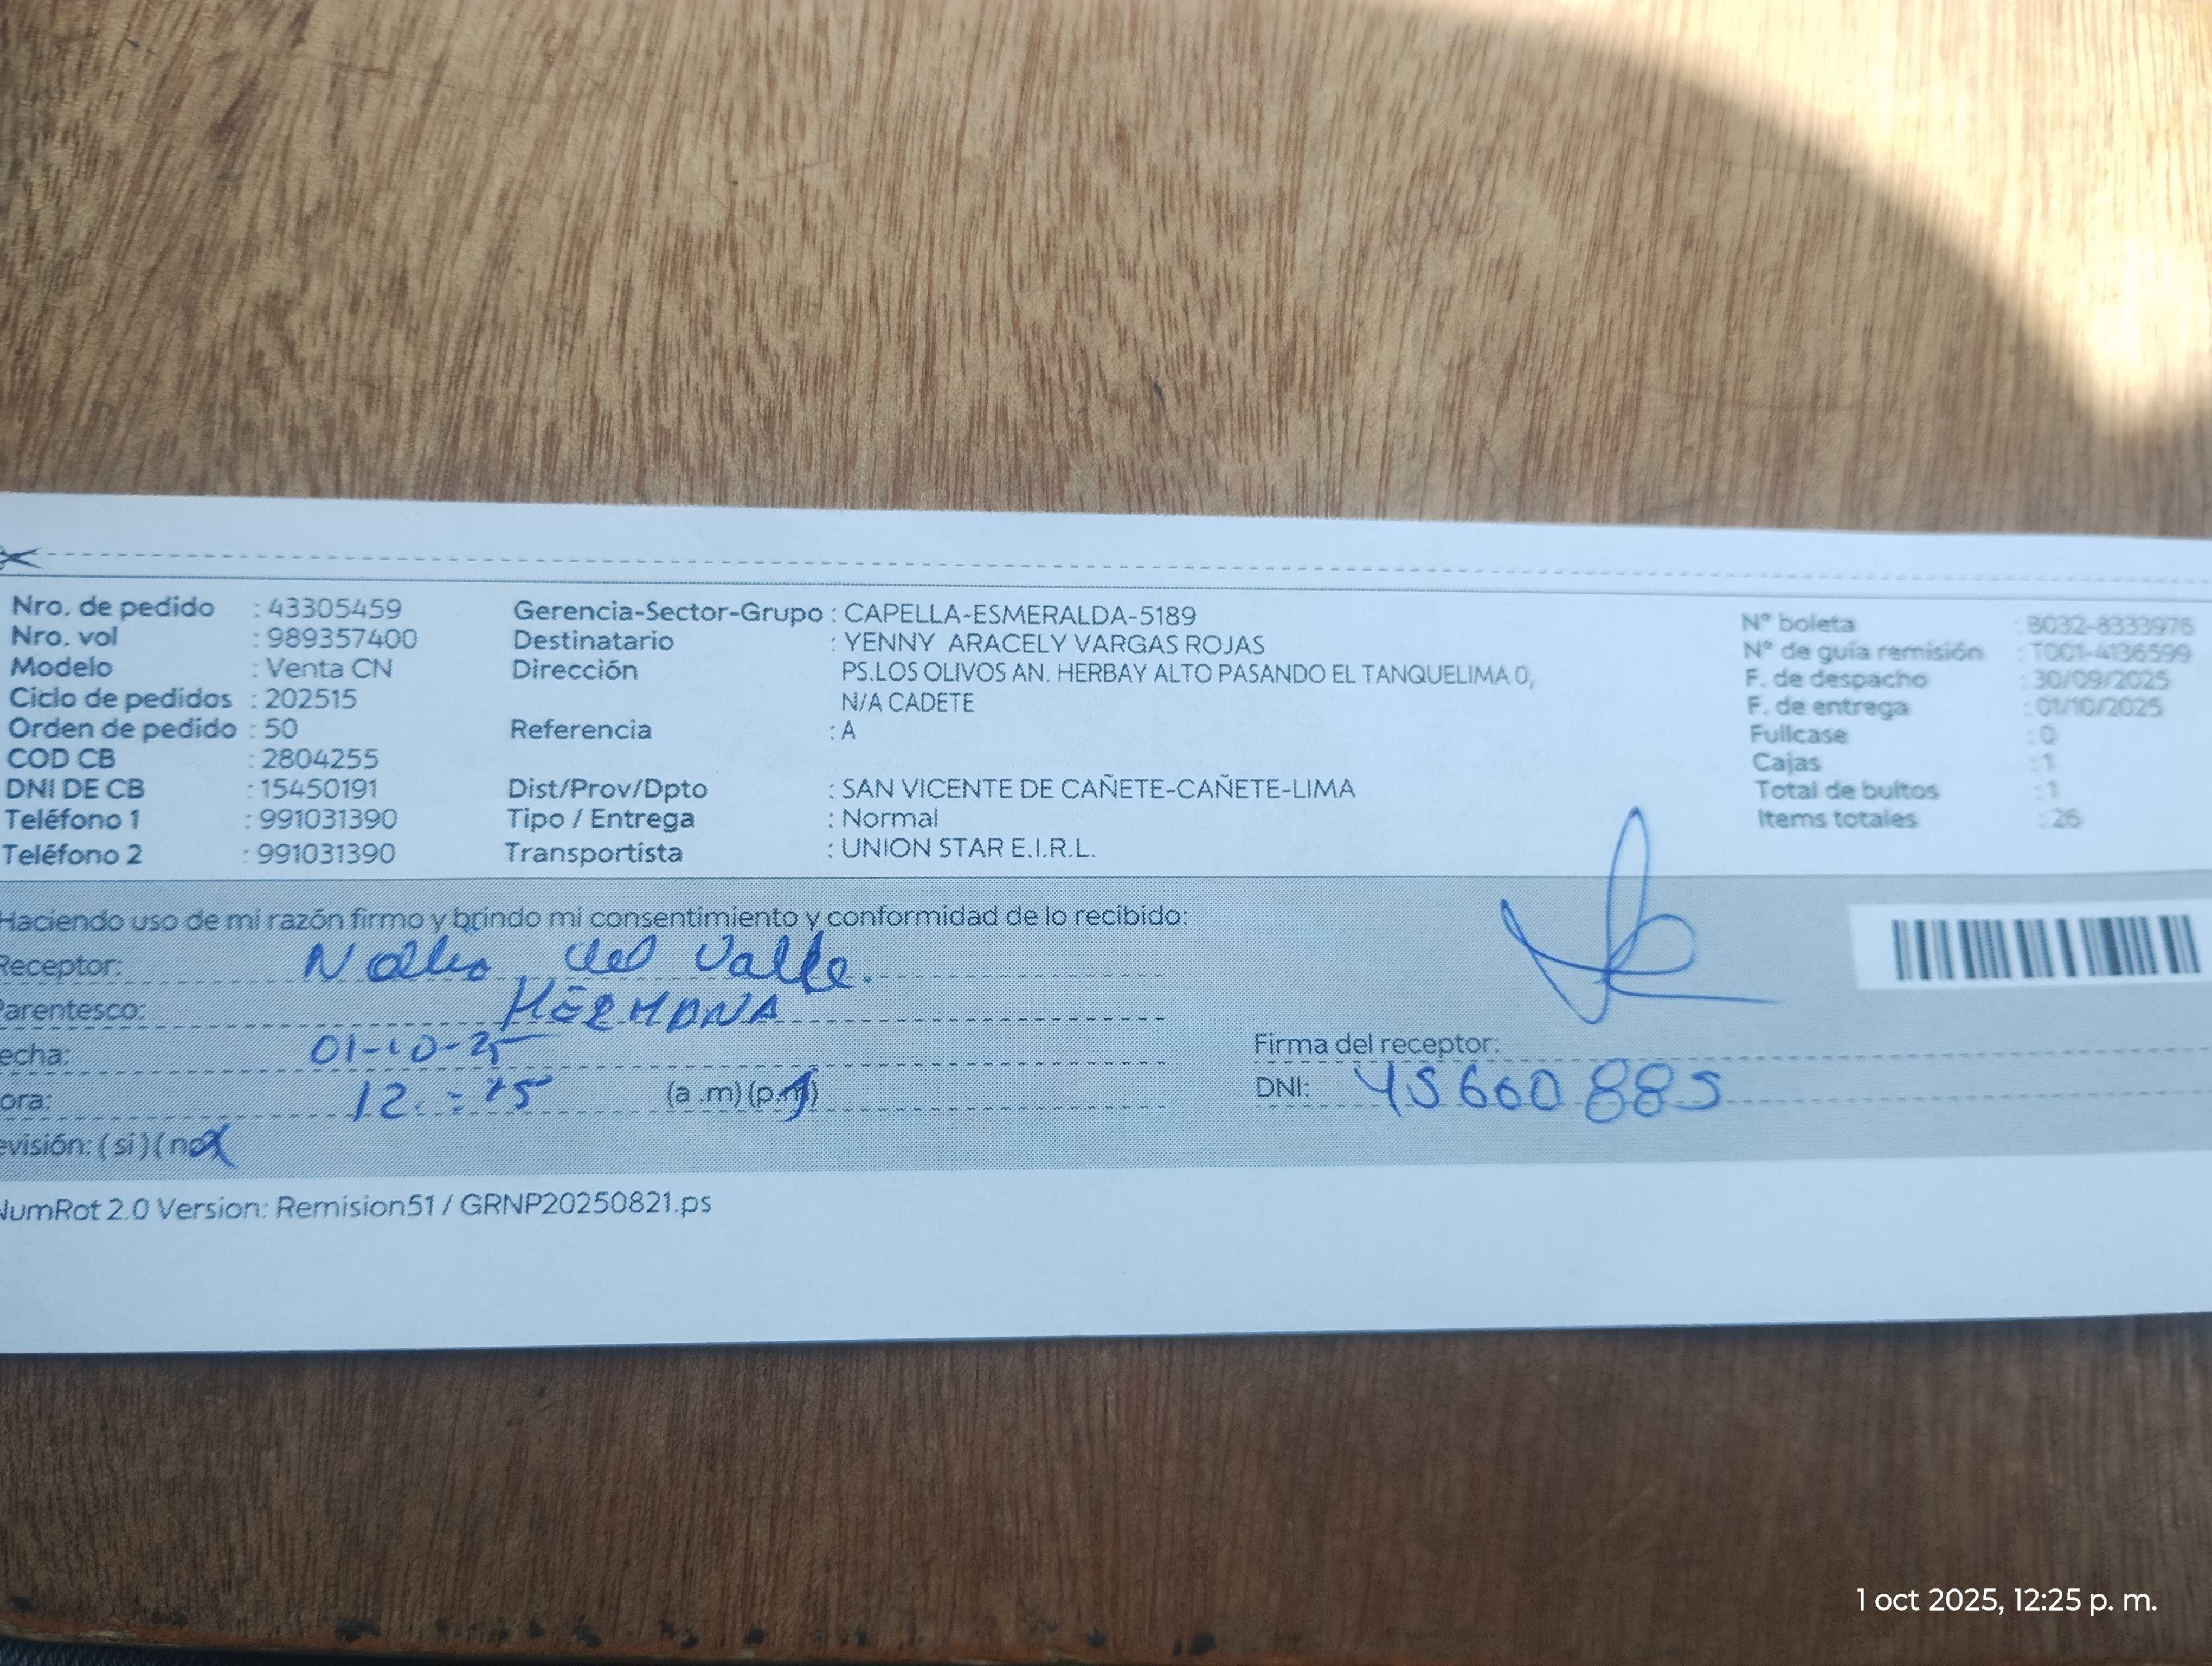 Nro. de pedido : 43305459 Gerencia-Sector-Grupo : CAPELLA-ESMERALDA-5189 N° boleta : B032-8333976
Nro. vol : 989357400 Destinatario : YENNY ARACELY VARGAS ROJAS N° de guía remisión : T001-4136599
Modelo : Venta CN Dirección PS.LOS OLIVOS AN. HERBAY ALTO PASANDO EL TANQUELIMA 0, F. de despacho : 30/09/2025
Ciclo de pedidos : 202515 N/A CADETE F. de entrega : 01/10/2025
Orden de pedido : 50 Referencia : A Fullcase : 0
COD CB : 2804255 Cajas : 1
DNI DE CB : 15450191 Dist/Prov/Dpto : SAN VICENTE DE CAÑETE-CAÑETE-LIMA Total de bultos : 1
Teléfono 1 : 991031390 Tipo / Entrega : Normal Items totales : 26
Teléfono 2 : 991031390 Transportista : UNION STAR E.I.R.L.
Haciendo uso de mi razón firmo y brindo mi consentimiento y conformidad de lo recibido:
Receptor: del Valle.
Parentesco: HERMANA
echa: 01-10-25 Firma del receptor:
ora: 12 : (a .m) (p. DNI: 45660885
evisión: ( si ) ( no
NumRot 2.0 Version: Remision51 / GRNP20250821.ps
1 oct 2025, 12:25 p. m.